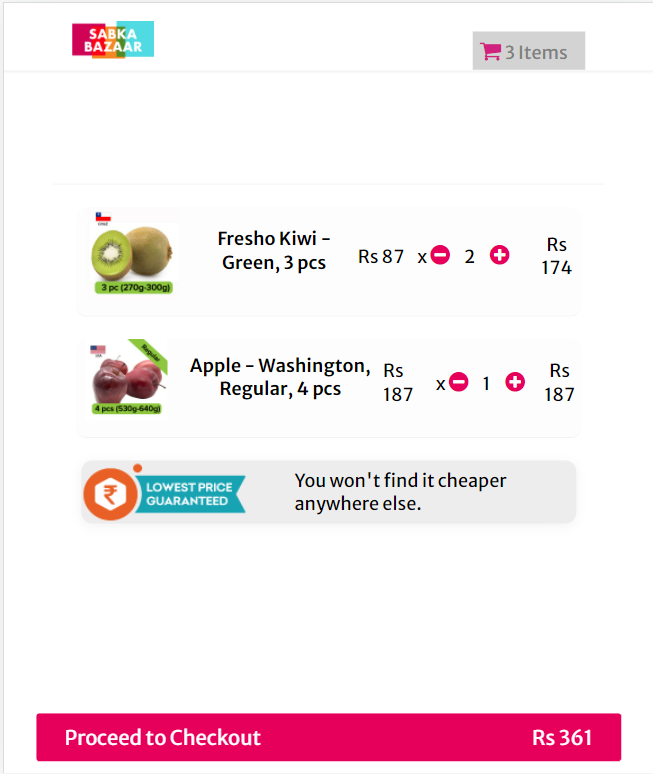 SABKA
BAZAAR
3 Items
Fresho Kiwi -
Green, 3 pcs
Rs 87 x 2
Rs
174
3 pc (270g-300g)
Regular
Apple - Washington,
Regular, 4 pcs
Rs
187
x 1
Rs
187
4 pcs (530g-640g)
LOWEST PRICE
GUARANTEED
You won't find it cheaper
anywhere else.
Proceed to Checkout Rs 361